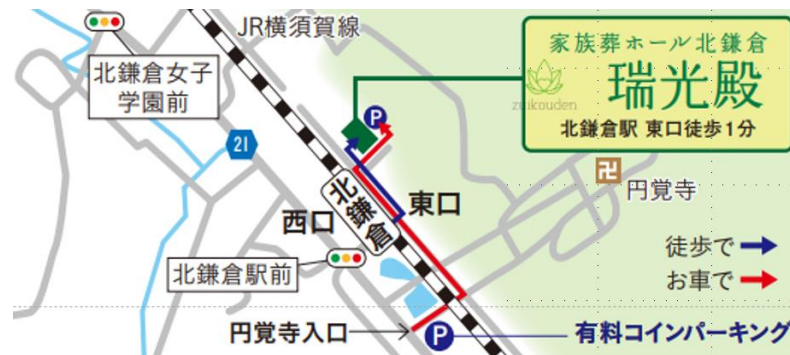 JR横須賀線
北鎌倉女子
学園前
21
家族葬ホール北鎌倉
瑞光殿
zuikouden
北鎌倉駅 東口徒歩1分
P
卍
円覚寺
北鎌倉
東口
西口
北鎌倉駅前
徒歩で
お車で
円覚寺入口
P
有料コインパーキング